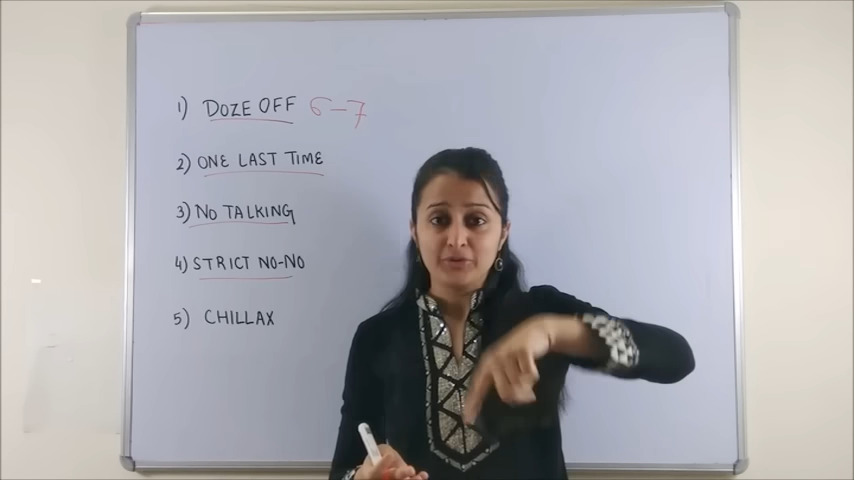 1) DOZE OFF 6-7
2) ONE LAST TIME
3) NO TALKING
4) STRICT NO-NO
5) CHILLAX